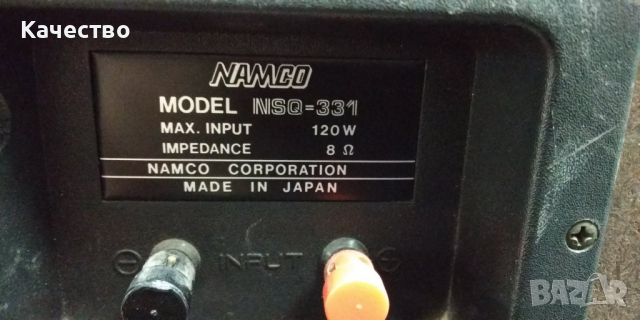 Качество
NAMCO
MODEL NSQ-331
MAX. INPUT 120W
IMPEDANCE 8 Ω
NAMCO CORPORATION
MADE IN JAPAN
INPUT
BAZAR